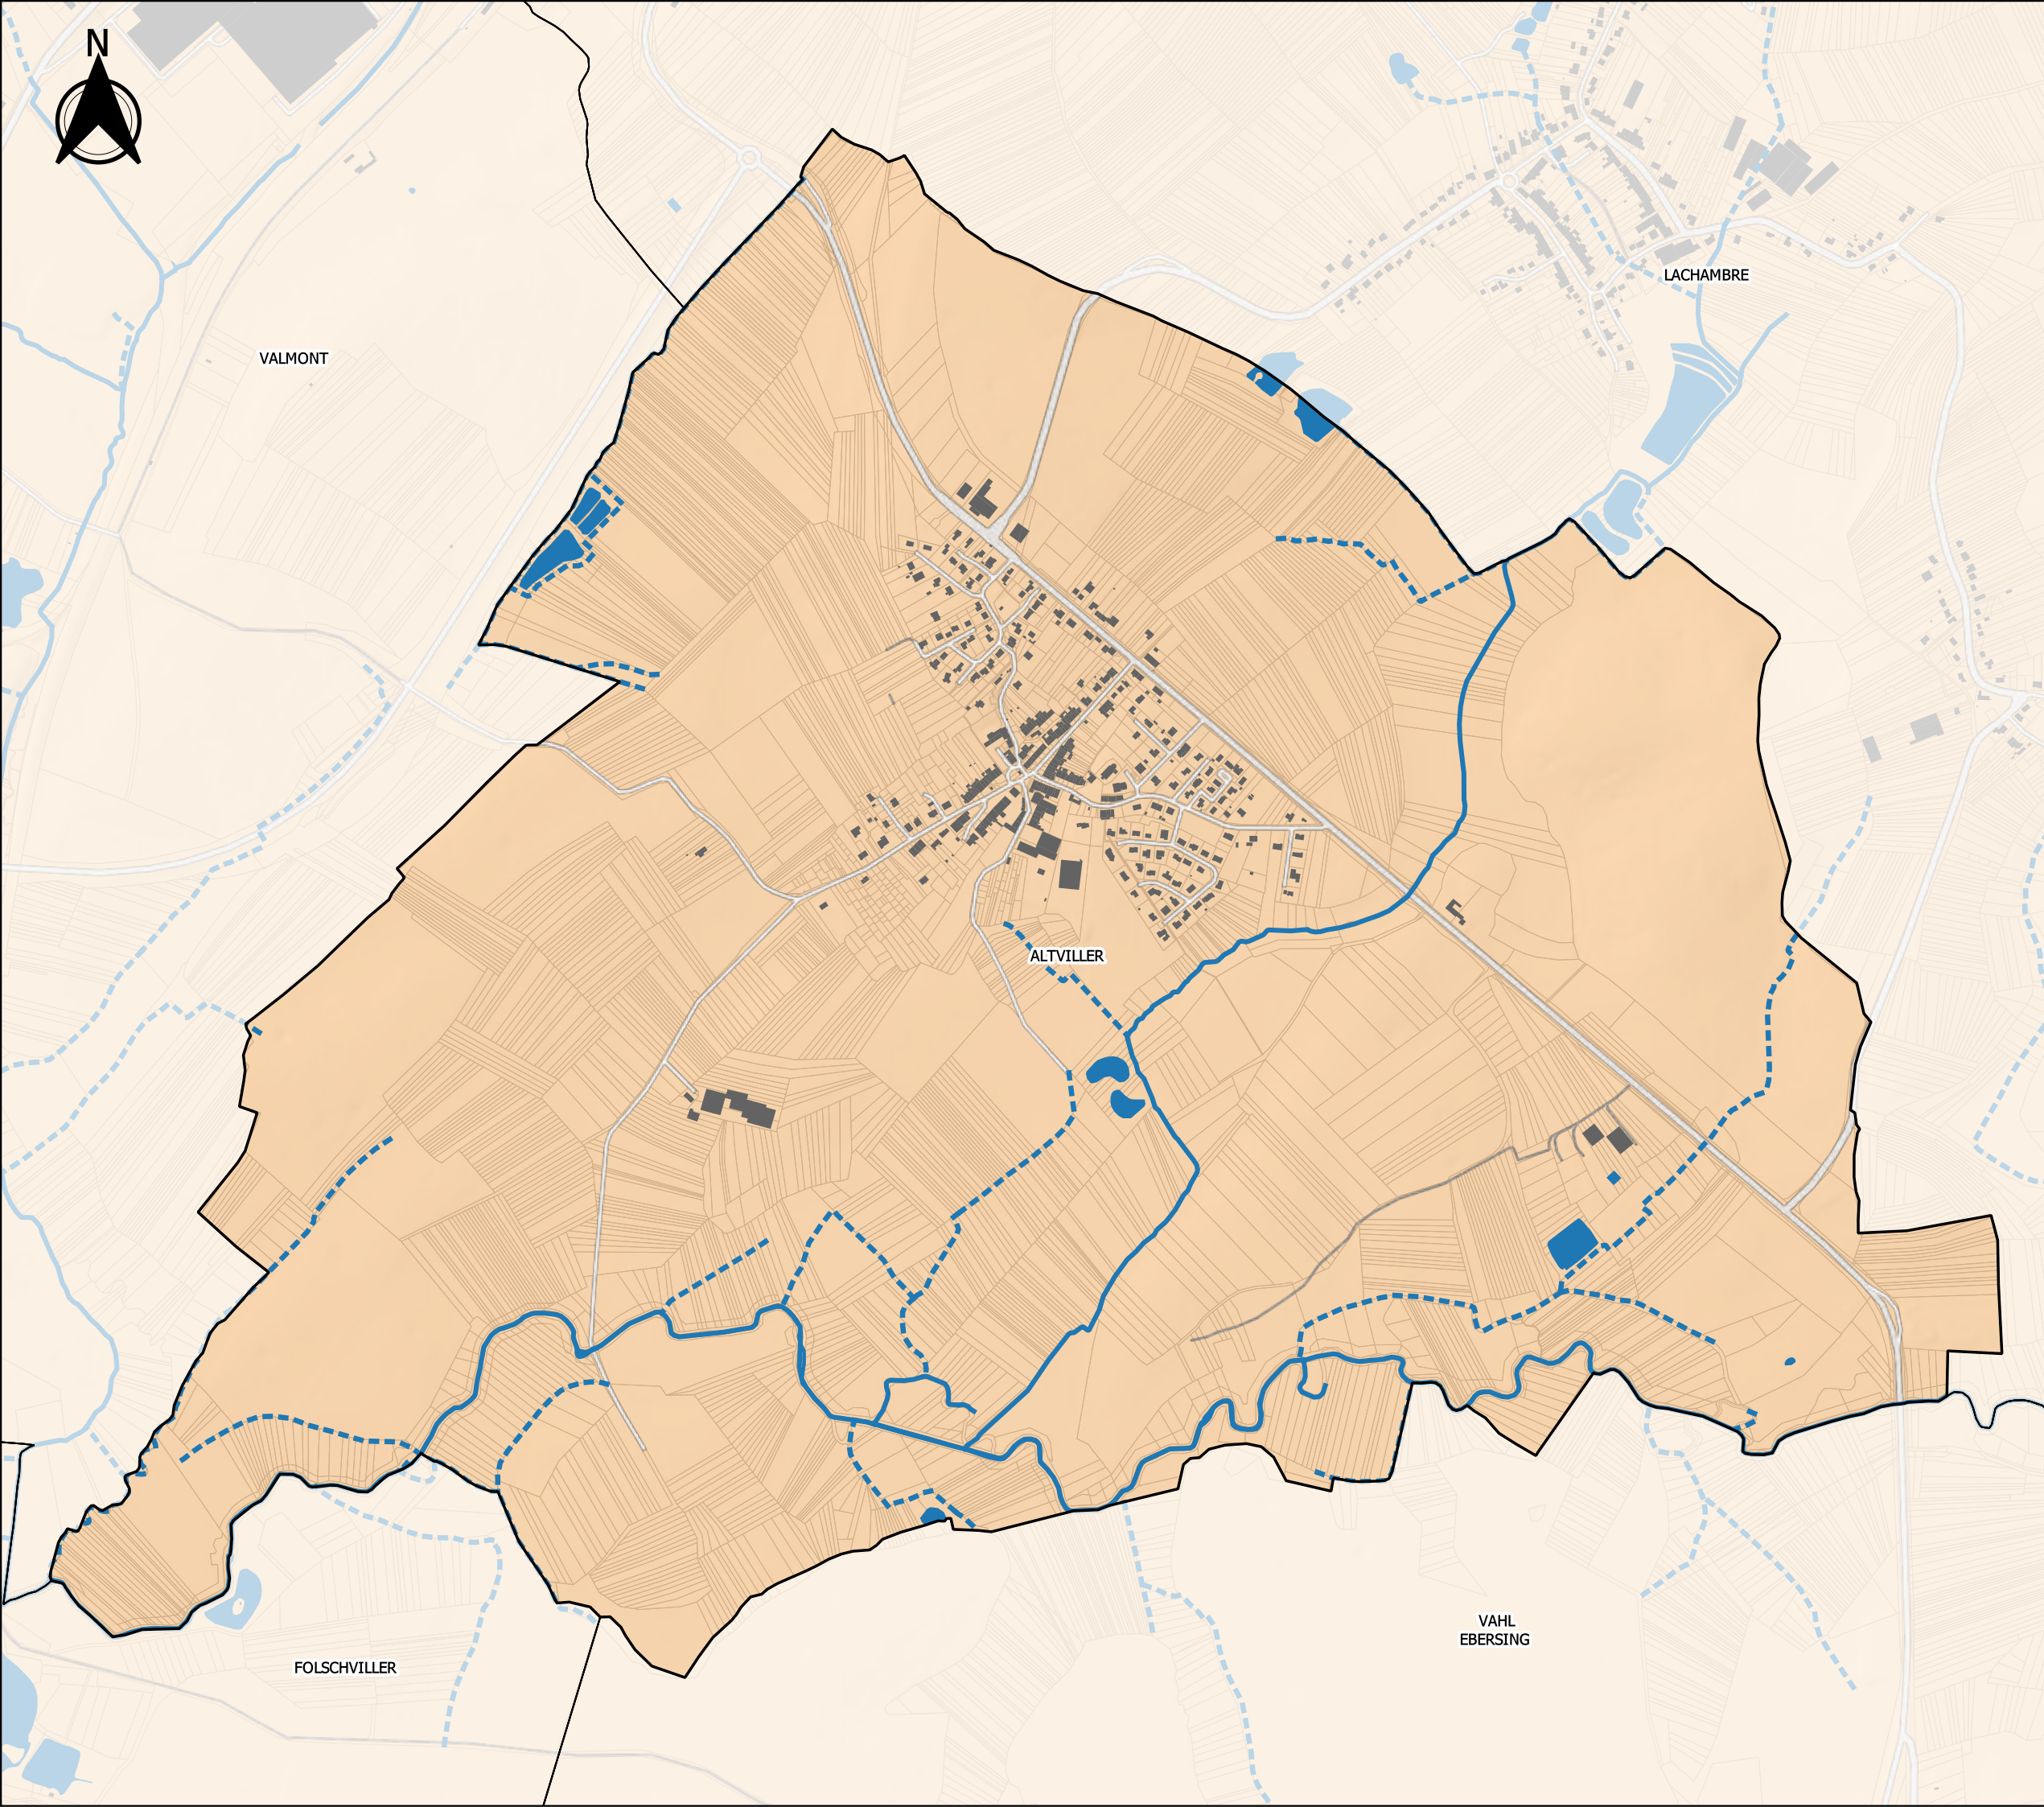 N
LACHAMBRE
VALMONT
ALTVILLER
VAHL
EBERSING
FOLSCHVILLER